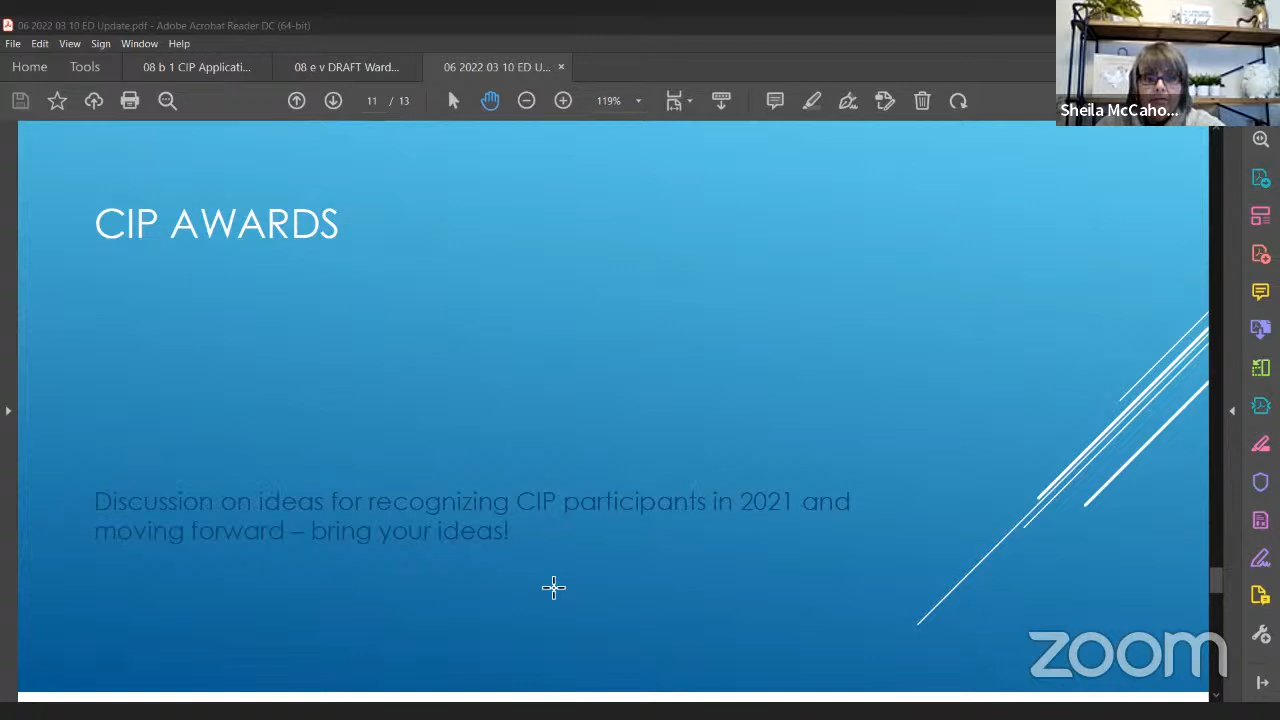 06 2022 03 10 ED Update.pdf - Adobe Acrobat Reader DC (64-bit)
File Edit View Sign Window Help
Home Tools 08 b 1 CIP Applicati... 08 e v DRAFT Ward... 06 2022 03 10 ED U... ×
11 / 13 119%
Sheila McCaho...
CIP AWARDS
Discussion on ideas for recognizing CIP participants in 2021 and
moving forward – bring your ideas!
zoom